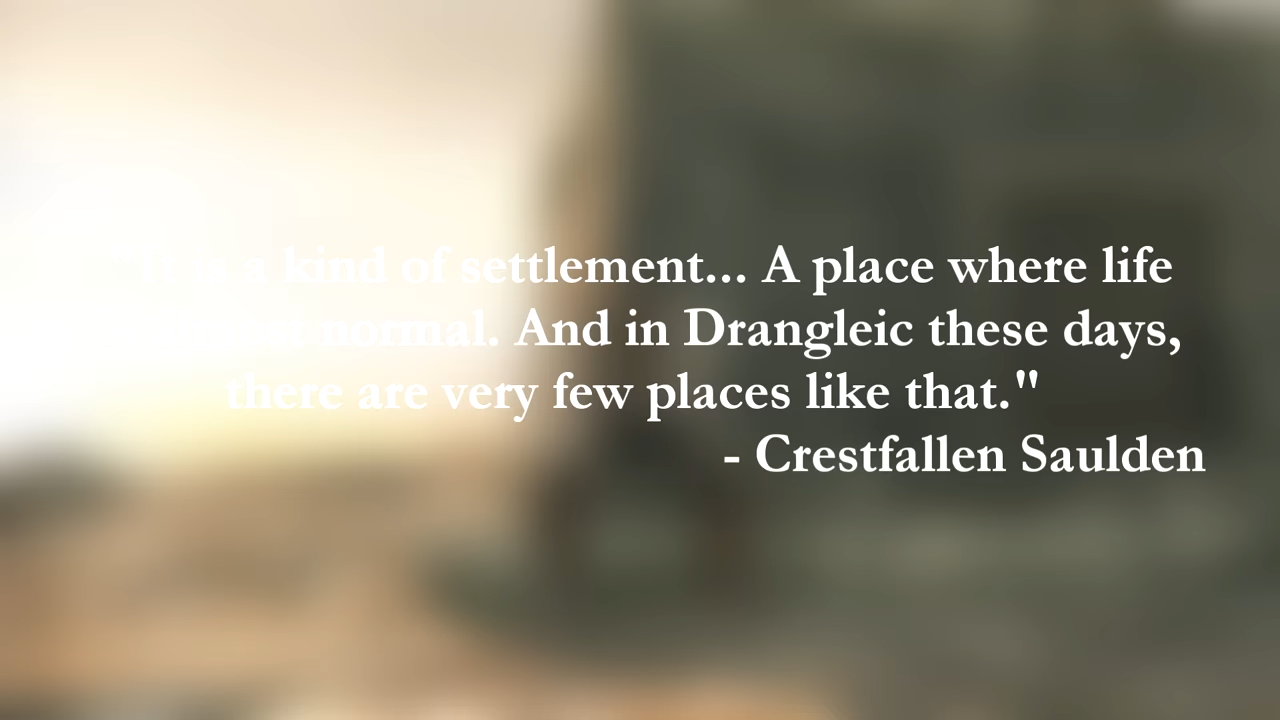 "It is a kind of settlement... A place where life
normal. And in Drangleic these days,
there are very few places like that."
- Crestfallen Saulden